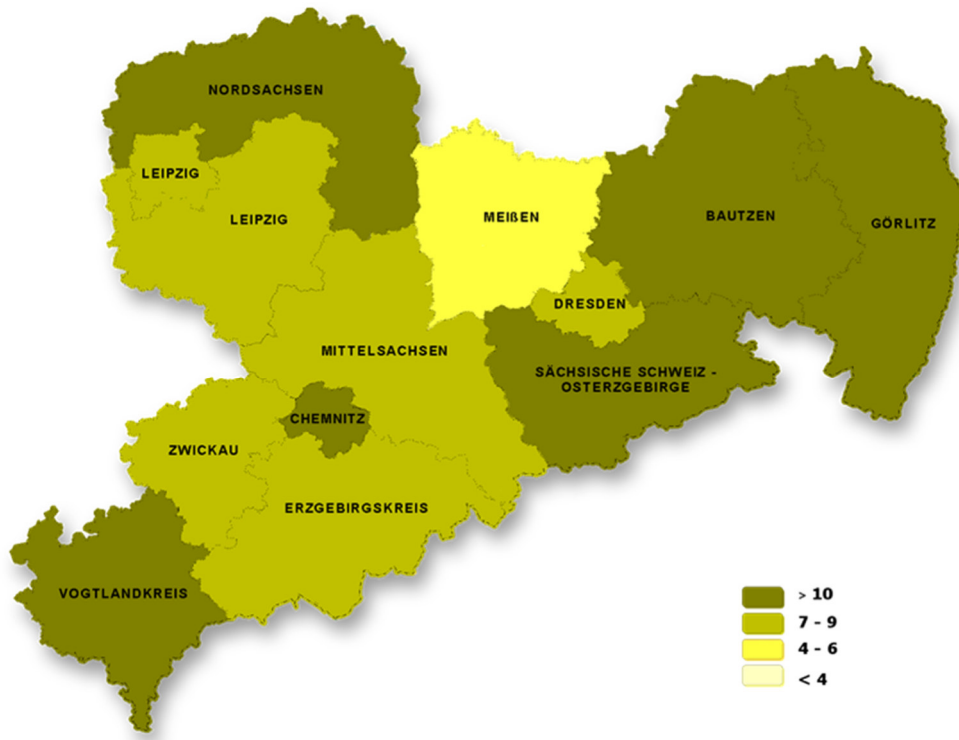 NORDSACHSEN
LEIPZIG
LEIPZIG
MEIßEN
BAUTZEN
GÖRLITZ
DRESDEN
MITTELSACHSEN
SÄCHSISCHE SCHWEIZ -
OSTERZGEBIRGE
CHEMNITZ
ZWICKAU
ERZGEBIRGSKREIS
VOGTLANDKREIS
> 10
7 - 9
4 - 6
< 4